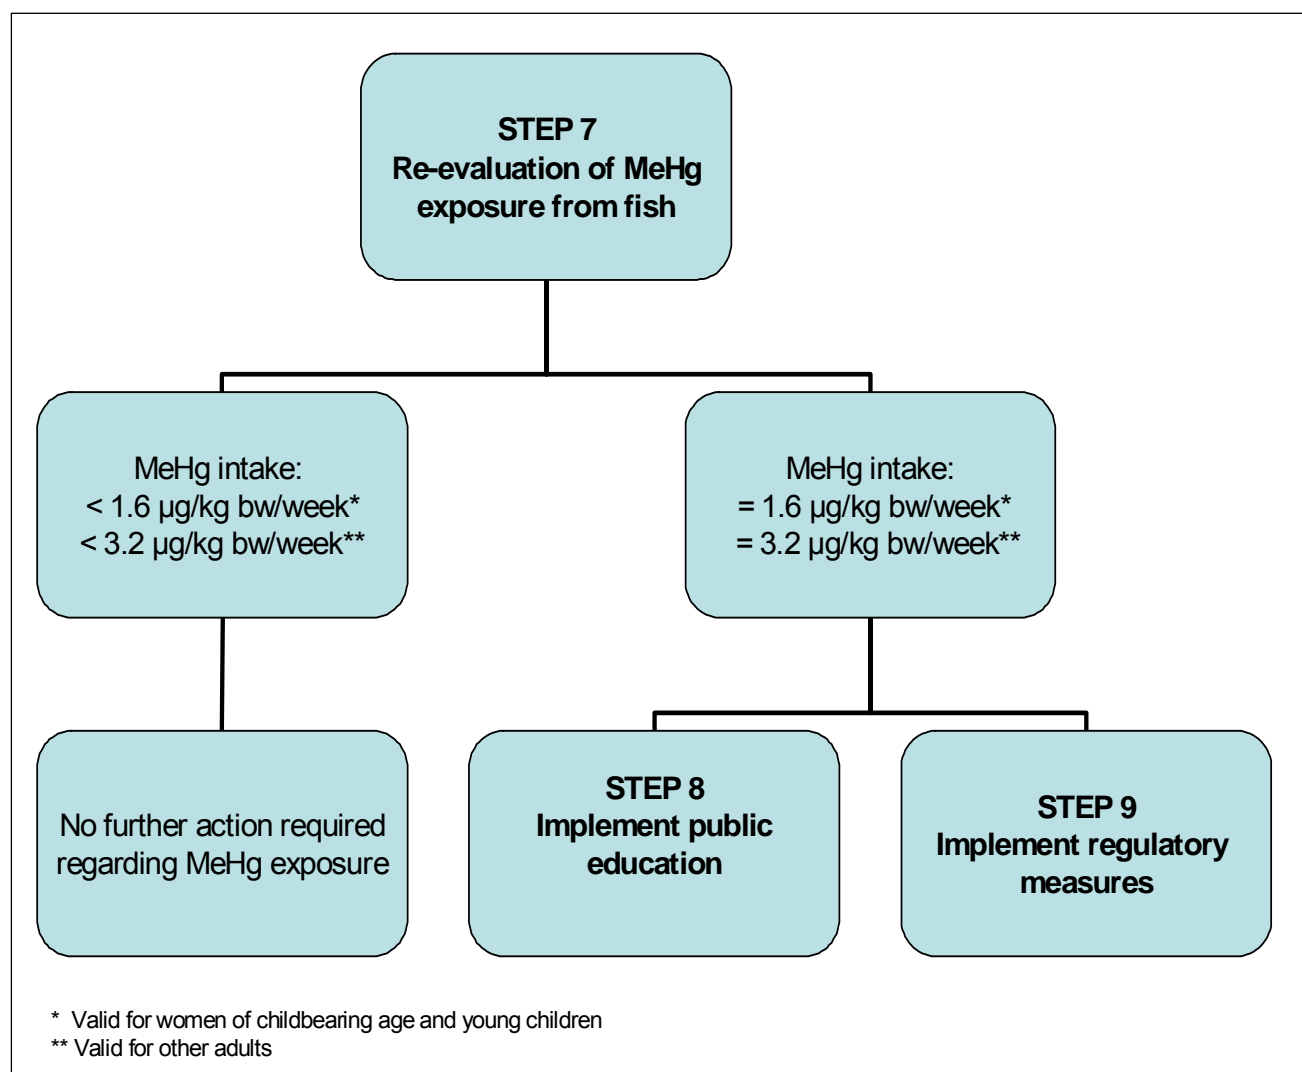 STEP 7
Re-evaluation of MeHg
exposure from fish
MeHg intake:
< 1.6 µg/kg bw/week*
< 3.2 µg/kg bw/week**
MeHg intake:
= 1.6 µg/kg bw/week*
= 3.2 µg/kg bw/week**
No further action required
regarding MeHg exposure
STEP 8
Implement public
education
STEP 9
Implement regulatory
measures
* Valid for women of childbearing age and young children
** Valid for other adults